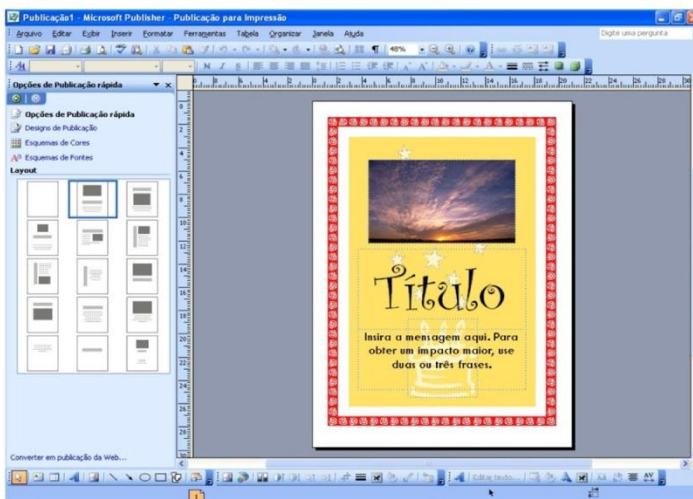 Publicação1 - Microsoft Publisher - Publicação para Impressão
Arquivo Editar Exibir Inserir Formatar Ferramentas Tabela Organizar Janela Ajuda
Digite uma pergunta
48%
N I S
Opções de Publicação rápida
Opções de Publicação rápida
Designs de Publicação
Esquemas de Cores
Esquemas de Fontes
Layout
Título
Insira a mensagem aqui. Para
obter um impacto maior, use
duas ou três frases.
Converter em publicação da Web...
Editar texto...
1